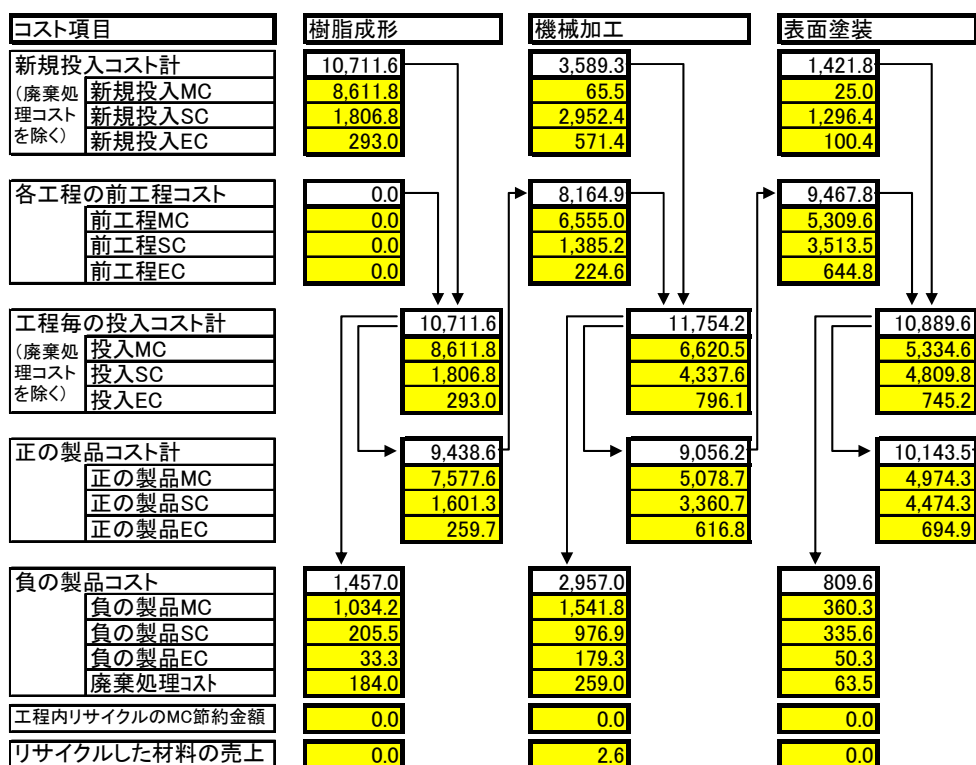 コスト項目 樹脂成形 機械加工 表面塗装
新規投入コスト計 10,711.6 3,589.3 1,421.8
(廃棄処理コストを除く) 新規投入MC 8,611.8 65.5 25.0
新規投入SC 1,806.8 2,952.4 1,296.4
新規投入EC 293.0 571.4 100.4
各工程の前工程コスト 0.0 8,164.9 9,467.8
前工程MC 0.0 6,555.0 5,309.6
前工程SC 0.0 1,385.2 3,513.5
前工程EC 0.0 224.6 644.8
工程毎の投入コスト計 10,711.6 11,754.2 10,889.6
(廃棄処理コストを除く) 投入MC 8,611.8 6,620.5 5,334.6
投入SC 1,806.8 4,337.6 4,809.8
投入EC 293.0 796.1 745.2
正の製品コスト計 9,438.6 9,056.2 10,143.5
正の製品MC 7,577.6 5,078.7 4,974.3
正の製品SC 1,601.3 3,360.7 4,474.3
正の製品EC 259.7 616.8 694.9
負の製品コスト 1,457.0 2,957.0 809.6
負の製品MC 1,034.2 1,541.8 360.3
負の製品SC 205.5 976.9 335.6
負の製品EC 33.3 179.3 50.3
廃棄処理コスト 184.0 259.0 63.5
工程内リサイクルのMC節約金額 0.0 0.0 0.0
リサイクルした材料の売上 0.0 2.6 0.0